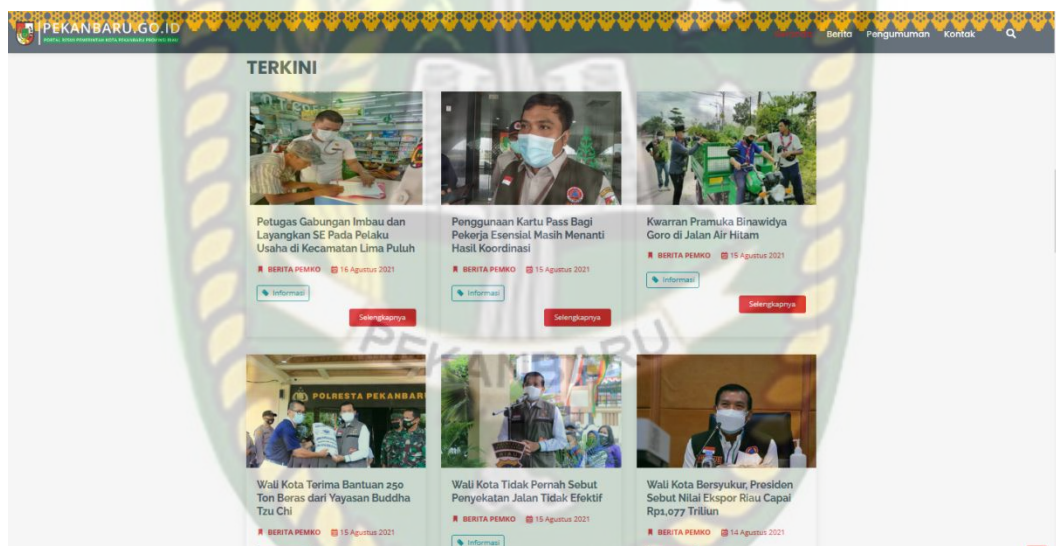 PEKANBARU.GO.ID
Berita Pengumuman Kontak
TERKINI
Petugas Gabungan Imbau dan
Layangkan SE Pada Pelaku
Usaha di Kecamatan Lima Puluh
BERITA PEMKO 16 Agustus 2021
Informasi
Selengkapnya
Penggunaan Kartu Pass Bagi
Pekerja Esensial Masih Menanti
Hasil Koordinasi
BERITA PEMKO 15 Agustus 2021
Informasi
Selengkapnya
Kwarran Pramuka Binawidya
Goro di Jalan Air Hitam
BERITA PEMKO 15 Agustus 2021
Informasi
Selengkapnya
PEKANBARU
POLRESTA PEKANBAR
Wali Kota Terima Bantuan 250
Ton Beras dari Yayasan Buddha
Tzu Chi
BERITA PEMKO 15 Agustus 2021
Wali Kota Tidak Pernah Sebut
Penyekatan Jalan Tidak Efektif
BERITA PEMKO 15 Agustus 2021
Informasi
Wali Kota Bersyukur, Presiden
Sebut Nilai Ekspor Riau Capai
Rp1,077 Triliun
BERITA PEMKO 14 Agustus 2021